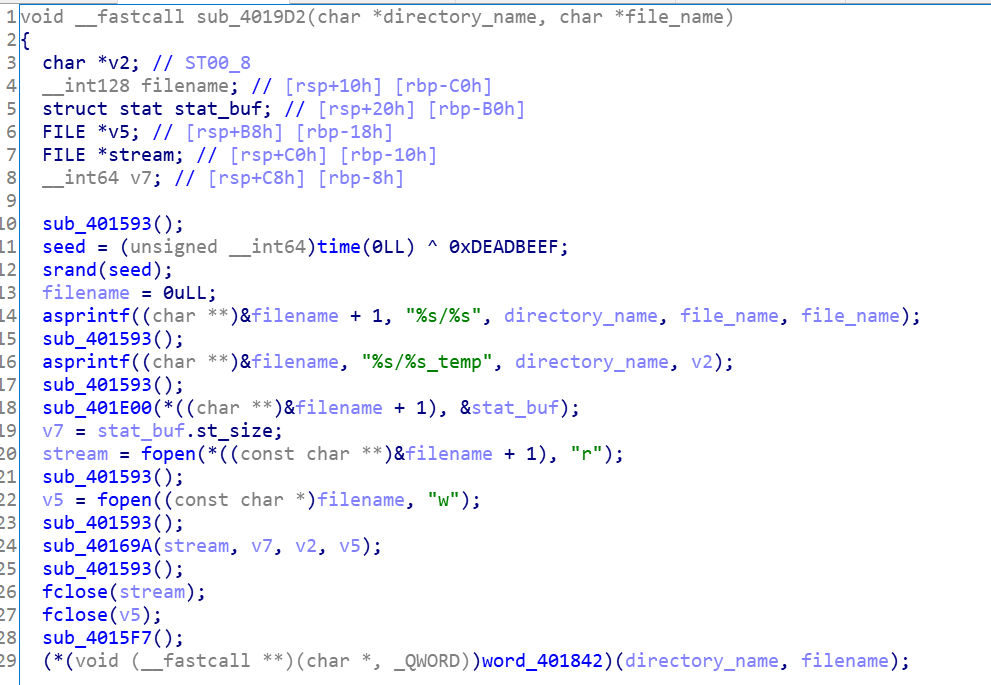 1 void __fastcall sub_4019D2(char *directory_name, char *file_name)
2 {
3 char *v2; // ST00_8
4 __int128 filename; // [rsp+10h] [rbp-C0h]
5 struct stat stat_buf; // [rsp+20h] [rbp-B0h]
6 FILE *v5; // [rsp+B8h] [rbp-18h]
7 FILE *stream; // [rsp+C0h] [rbp-10h]
8 __int64 v7; // [rsp+C8h] [rbp-8h]
9
10 sub_401593();
11 seed = (unsigned __int64)time(0LL) ^ 0xDEADBEEF;
12 srand(seed);
13 filename = 0uLL;
14 asprintf((char **)&filename + 1, "%s/%s", directory_name, file_name, file_name);
15 sub_401593();
16 asprintf((char **)&filename, "%s/%s_temp", directory_name, v2);
17 sub_401593();
18 sub_401E00(*((char **)&filename + 1), &stat_buf);
19 v7 = stat_buf.st_size;
20 stream = fopen(*((const char **)&filename + 1), "r");
21 sub_401593();
22 v5 = fopen((const char *)filename, "w");
23 sub_401593();
24 sub_40169A(stream, v7, v2, v5);
25 sub_401593();
26 fclose(stream);
27 fclose(v5);
28 sub_4015F7();
29 (*(void (__fastcall **)(char *, _QWORD))word_401842)(directory_name, filename);